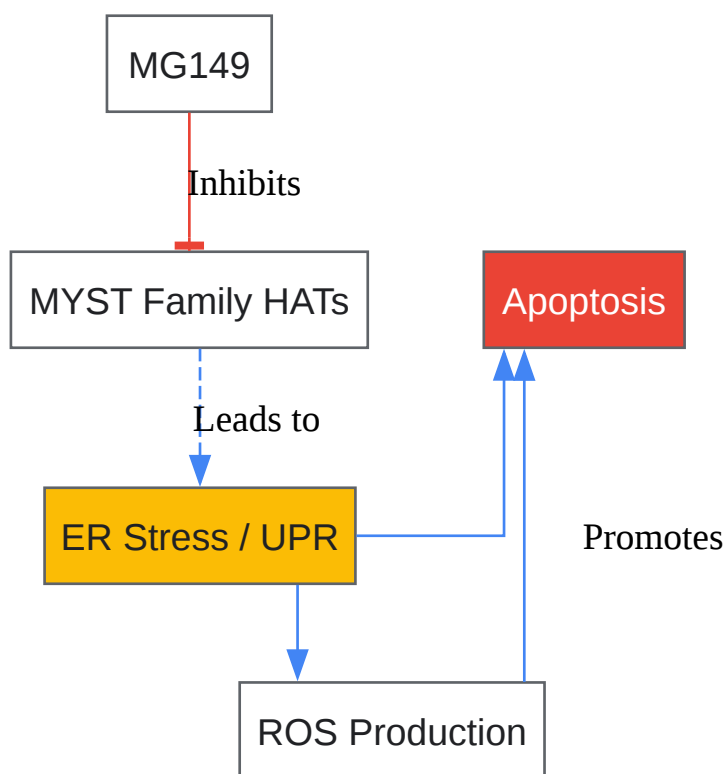 MG149
Inhibits
MYST Family HATs
Apoptosis
Leads to
ER Stress / UPR
Promotes
ROS Production